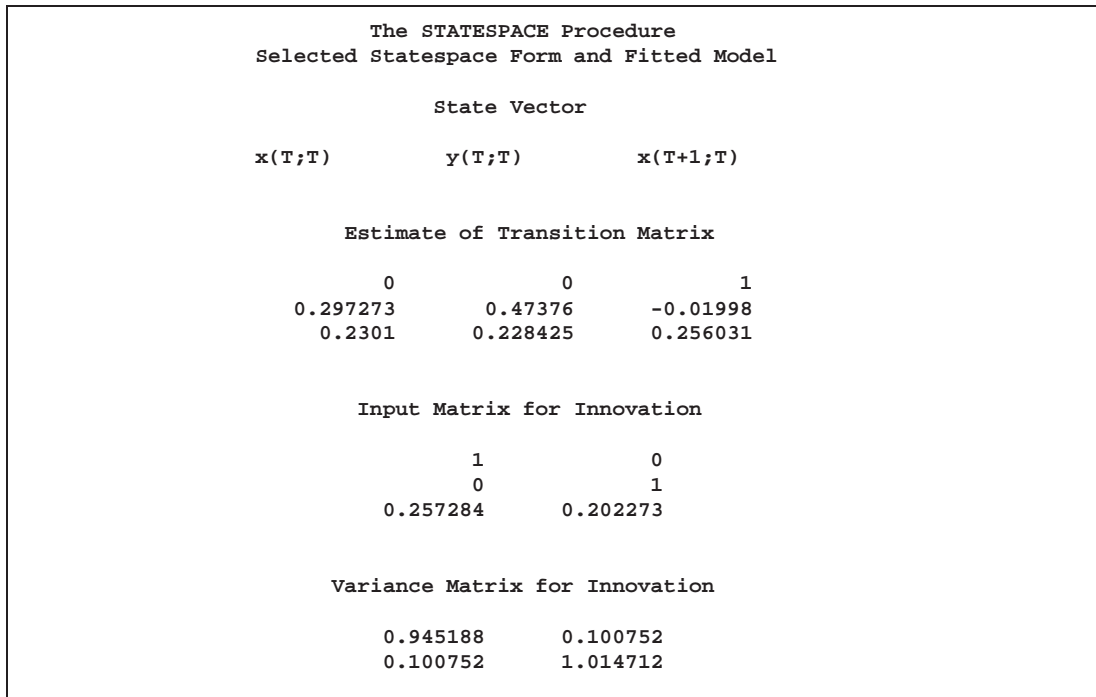 The STATESPACE Procedure
Selected Statespace Form and Fitted Model
State Vector
x(T;T) y(T;T) x(T+1;T)
Estimate of Transition Matrix
0 0 1
0.297273 0.47376 -0.01998
0.2301 0.228425 0.256031
Input Matrix for Innovation
1 0
0 1
0.257284 0.202273
Variance Matrix for Innovation
0.945188 0.100752
0.100752 1.014712